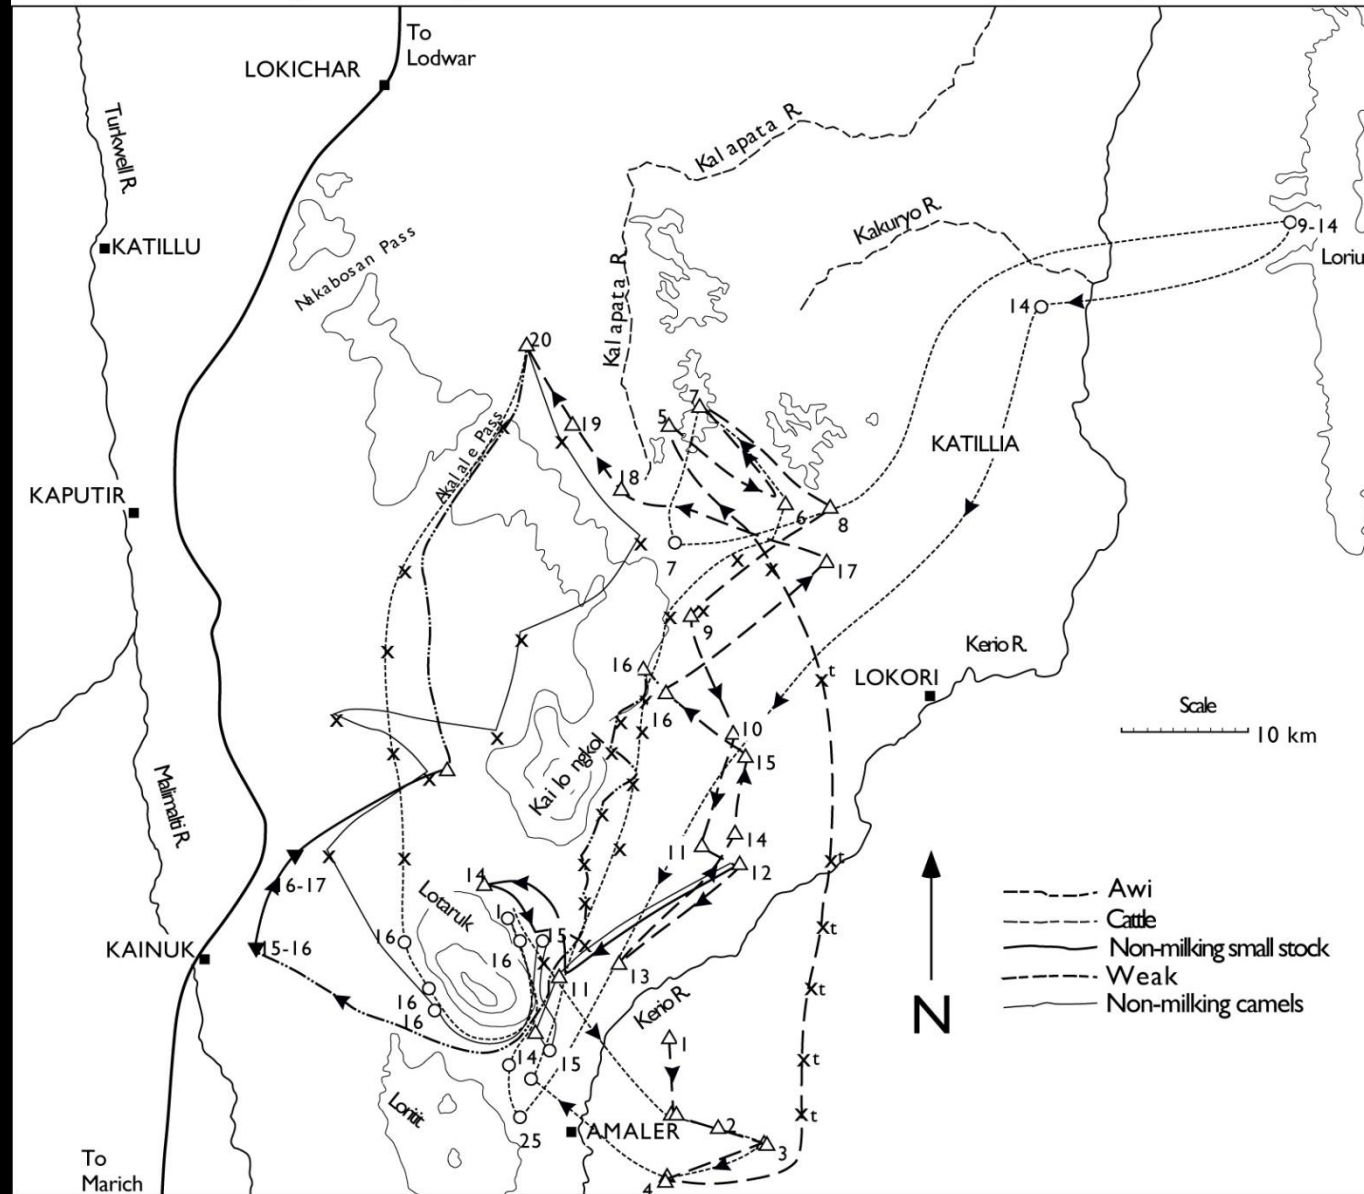 To
Lodwar
LOKICHAR
Turkwell R.
Kalapata R.
KATILLU
Nakabosan Pass
Kakuryo R.
9-14
Loriu
14
Kalapata R.
20
7
5
19
Akalale Pass
KATILLIA
18
KAPUTIR
6
8
7
17
9
Kerio R.
16
LOKORI
t
Scale
10 km
16
10
15
Kailongkol
Malimalti R.
14
11
12
t
14
16-17
Lotaruk
Awi
1
Cattle
t
15-16
KAINUK
16
15
16
Non-milking small stock
13
Weak
11
t
16
Non-milking camels
16
Kerio R.
N
1
14
15
t
Loriit
t
2
25
AMALER
3
To
Marich
4